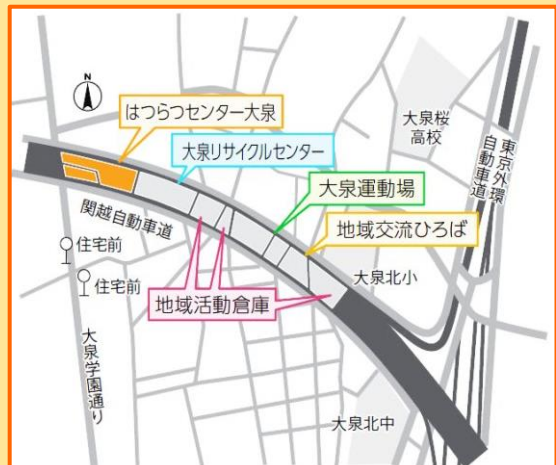 N
はつらつセンター大泉
大泉リサイクルセンター
大泉桜
高校
東京外環
自動車道
大泉運動場
地域交流ひろば
関越自動車道
住宅前
住宅前
地域活動倉庫
大泉北小
大泉学園通り
大泉北中